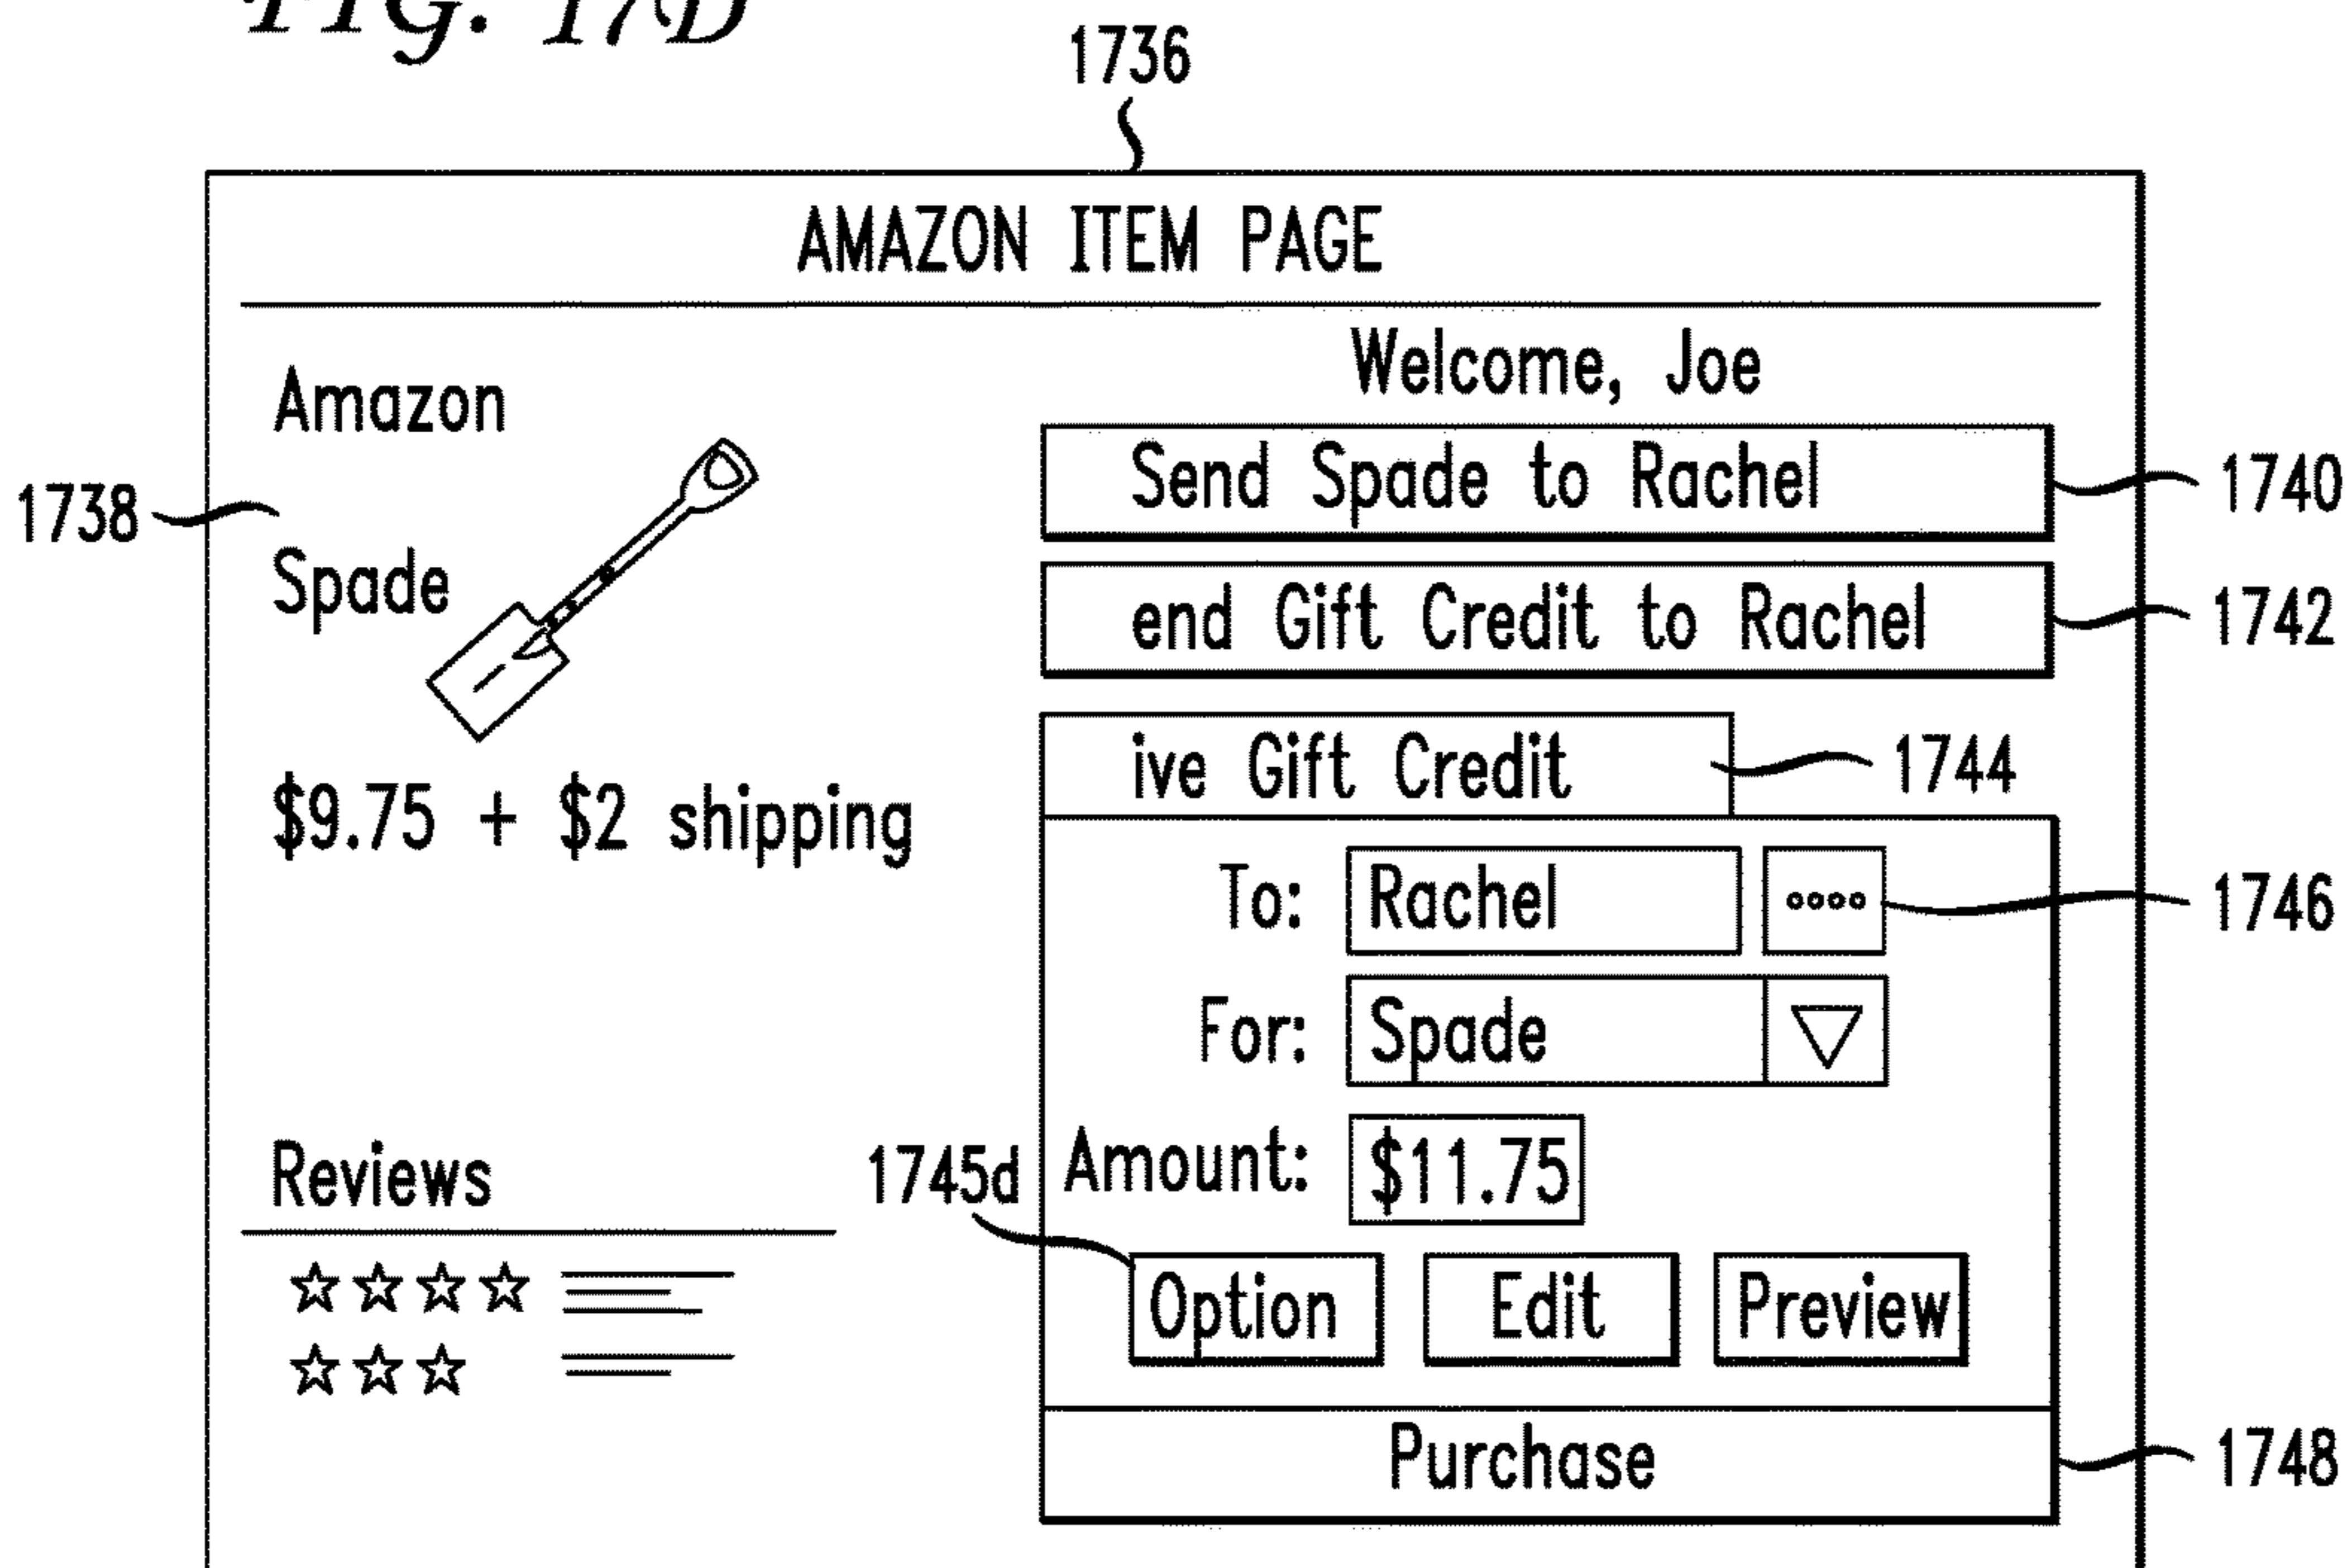 FIG. 17D
1736
AMAZON ITEM PAGE
Welcome, Joe
Amazon
1738
Spade
$9.75 + $2 shipping
Send Spade to Rachel
1740
end Gift Credit to Rachel
1742
ive Gift Credit
1744
To: Rachel
1746
For: Spade
Amount: $11.75
1745d
Option Edit Preview
Purchase
1748
Reviews